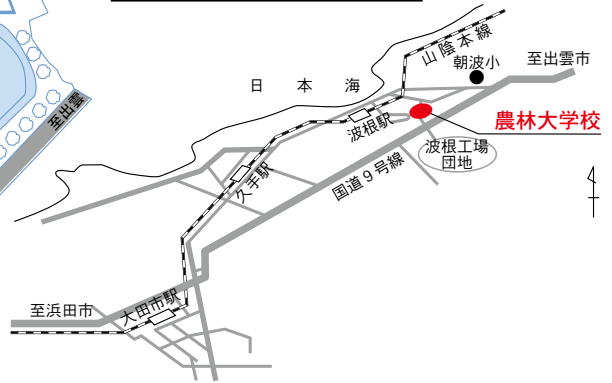 至出雲
山陰本線
朝波小
至出雲市
日本海
農林大学校
波根駅
波根工場
団地
久手駅
国道９号線
大田市駅
至浜田市